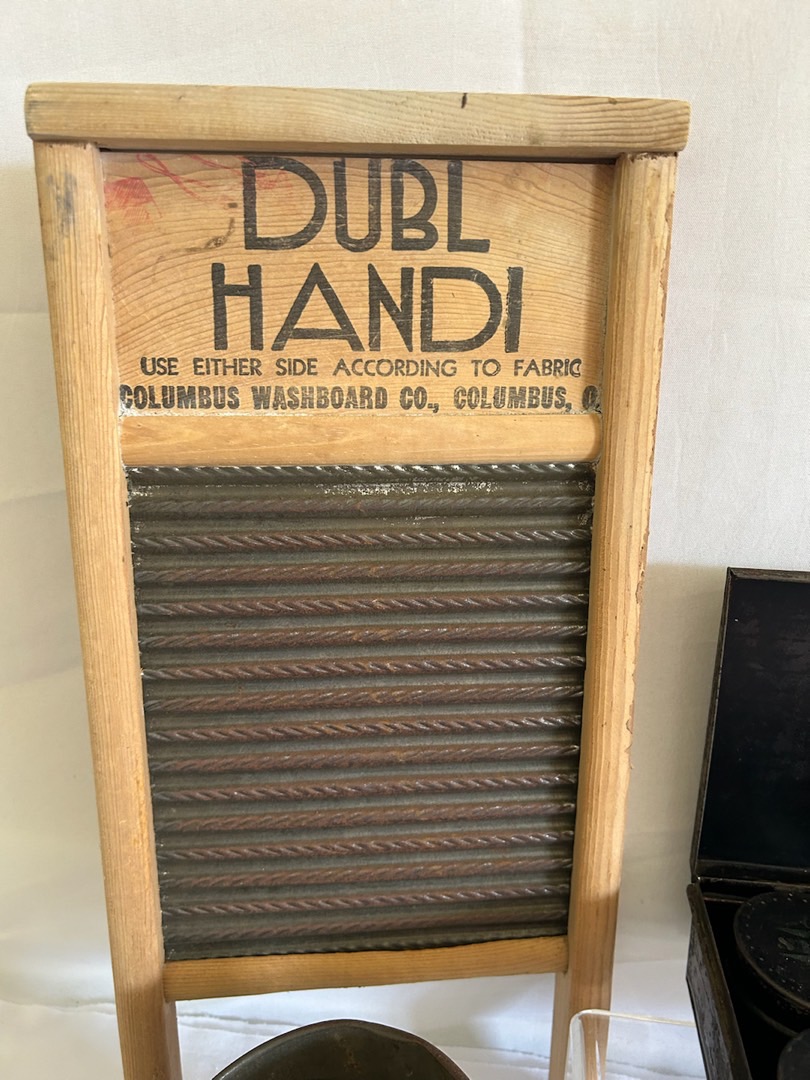 DUBL
HANDI
USE EITHER SIDE ACCORDING TO FABRIC
COLUMBUS WASHBOARD CO., COLUMBUS, O.